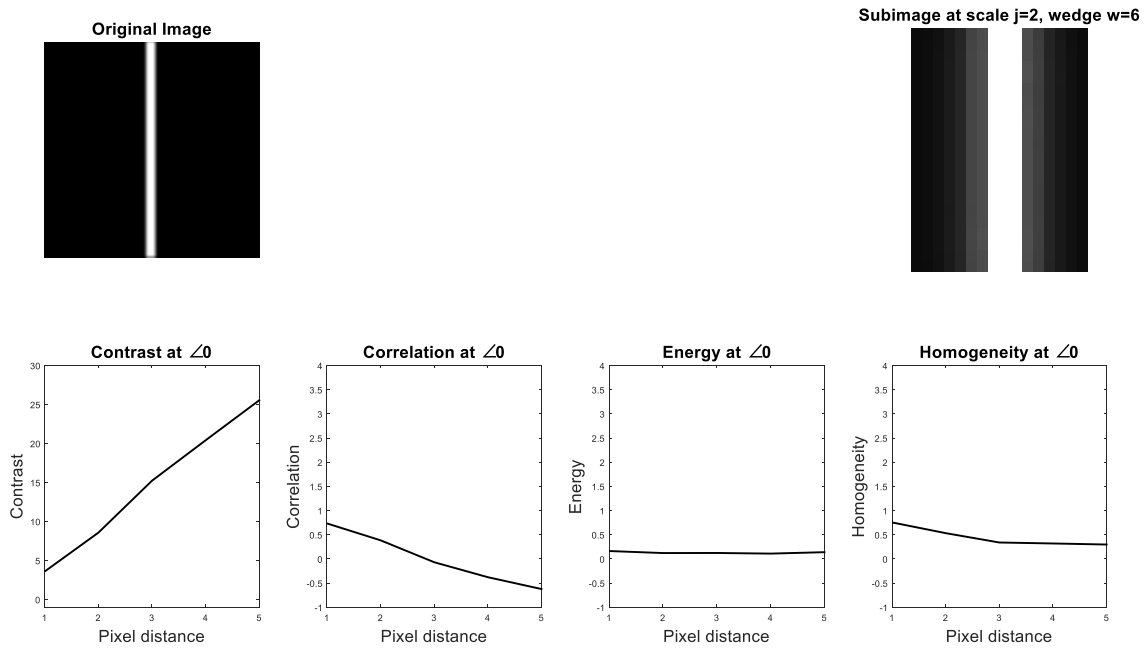 Original Image
Subimage at scale j=2, wedge w=6
Contrast at ∠0
30
25
20
15
10
5
0
1 2 3 4 5
Contrast
Pixel distance
Correlation at ∠0
4
3.5
3
2.5
2
1.5
1
0.5
0
-0.5
-1
1 2 3 4 5
Correlation
Pixel distance
Energy at ∠0
4
3.5
3
2.5
2
1.5
1
0.5
0
-0.5
-1
1 2 3 4 5
Energy
Pixel distance
Homogeneity at ∠0
4
3.5
3
2.5
2
1.5
1
0.5
0
-0.5
-1
1 2 3 4 5
Homogeneity
Pixel distance